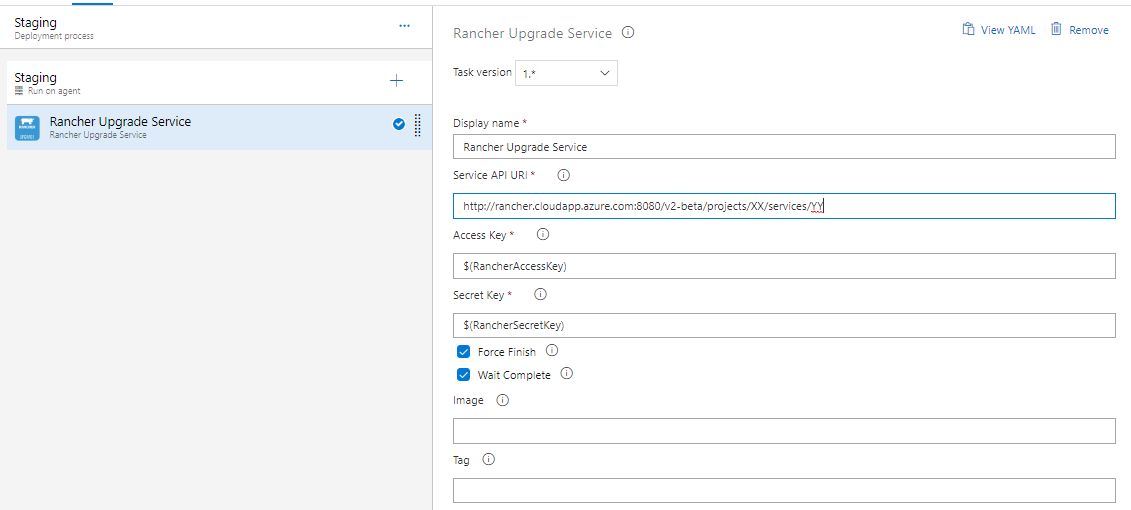 Staging
Deployment process
Staging
Run on agent
Rancher Upgrade Service
Rancher Upgrade Service
Rancher Upgrade Service
View YAML
Remove
Task version
1.*
Display name *
Rancher Upgrade Service
Service API URI *
http://rancher.cloudapp.azure.com:8080/v2-beta/projects/XX/services/YY
Access Key *
$(RancherAccessKey)
Secret Key *
$(RancherSecretKey)
Force Finish
Wait Complete
Image
Tag